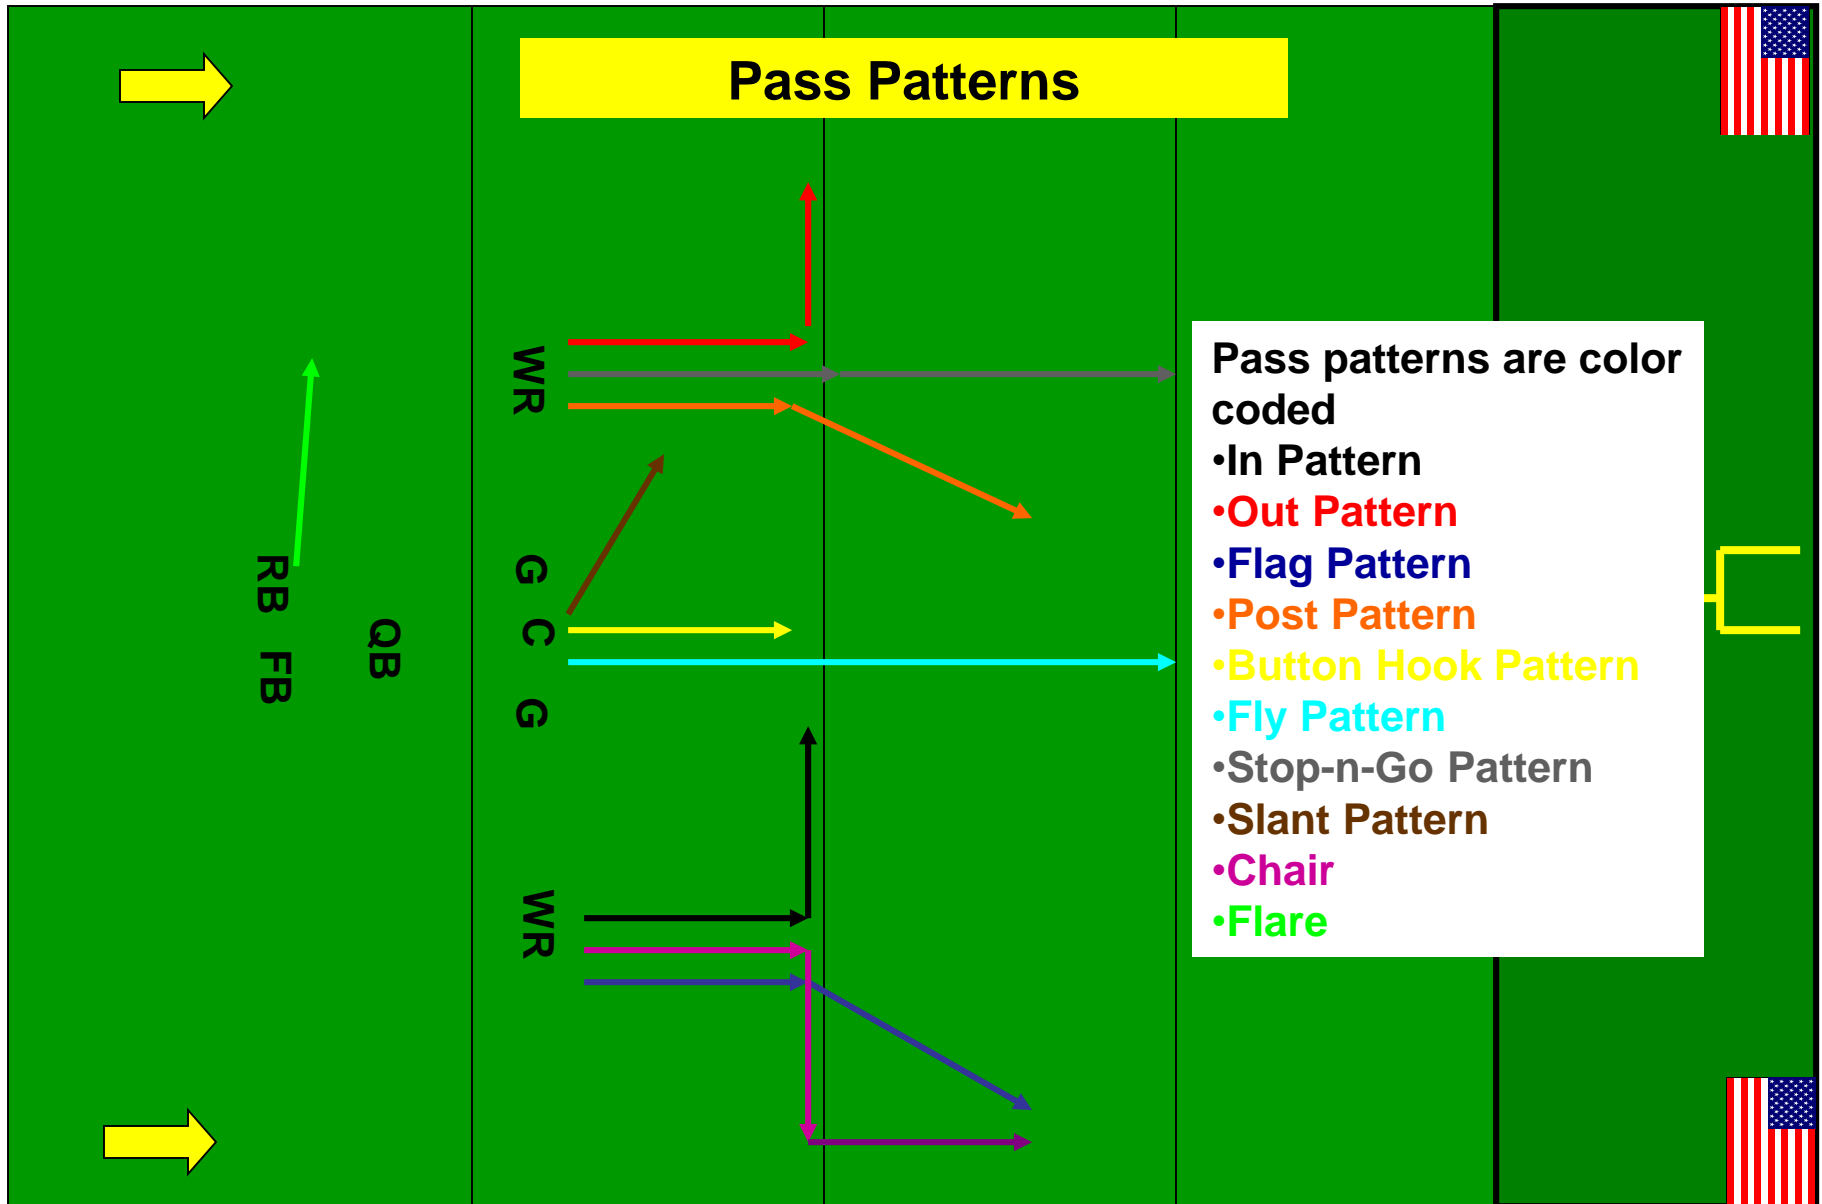 Pass Patterns
WR
G
RB
C
QB
FB
G
WR
Pass patterns are color
coded
•In Pattern
•Out Pattern
•Flag Pattern
•Post Pattern
•Button Hook Pattern
•Fly Pattern
•Stop-n-Go Pattern
•Slant Pattern
•Chair
•Flare